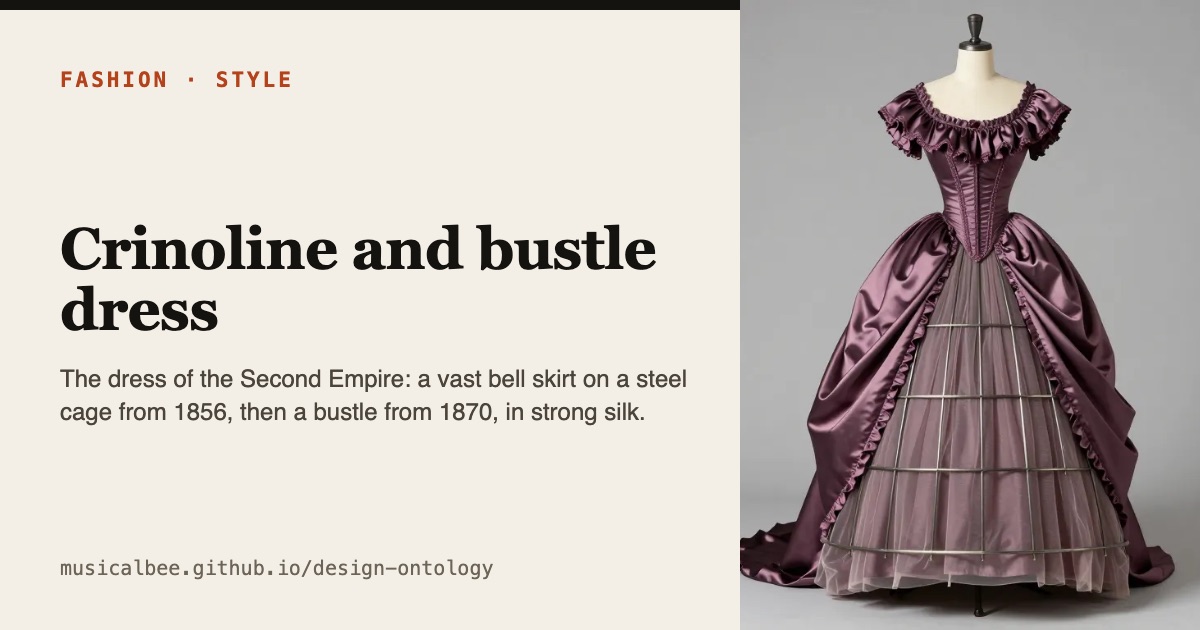 FASHION · STYLE
Crinoline and bustle
dress
The dress of the Second Empire: a vast bell skirt on a steel
cage from 1856, then a bustle from 1870, in strong silk.
musicalbee.github.io/design-ontology